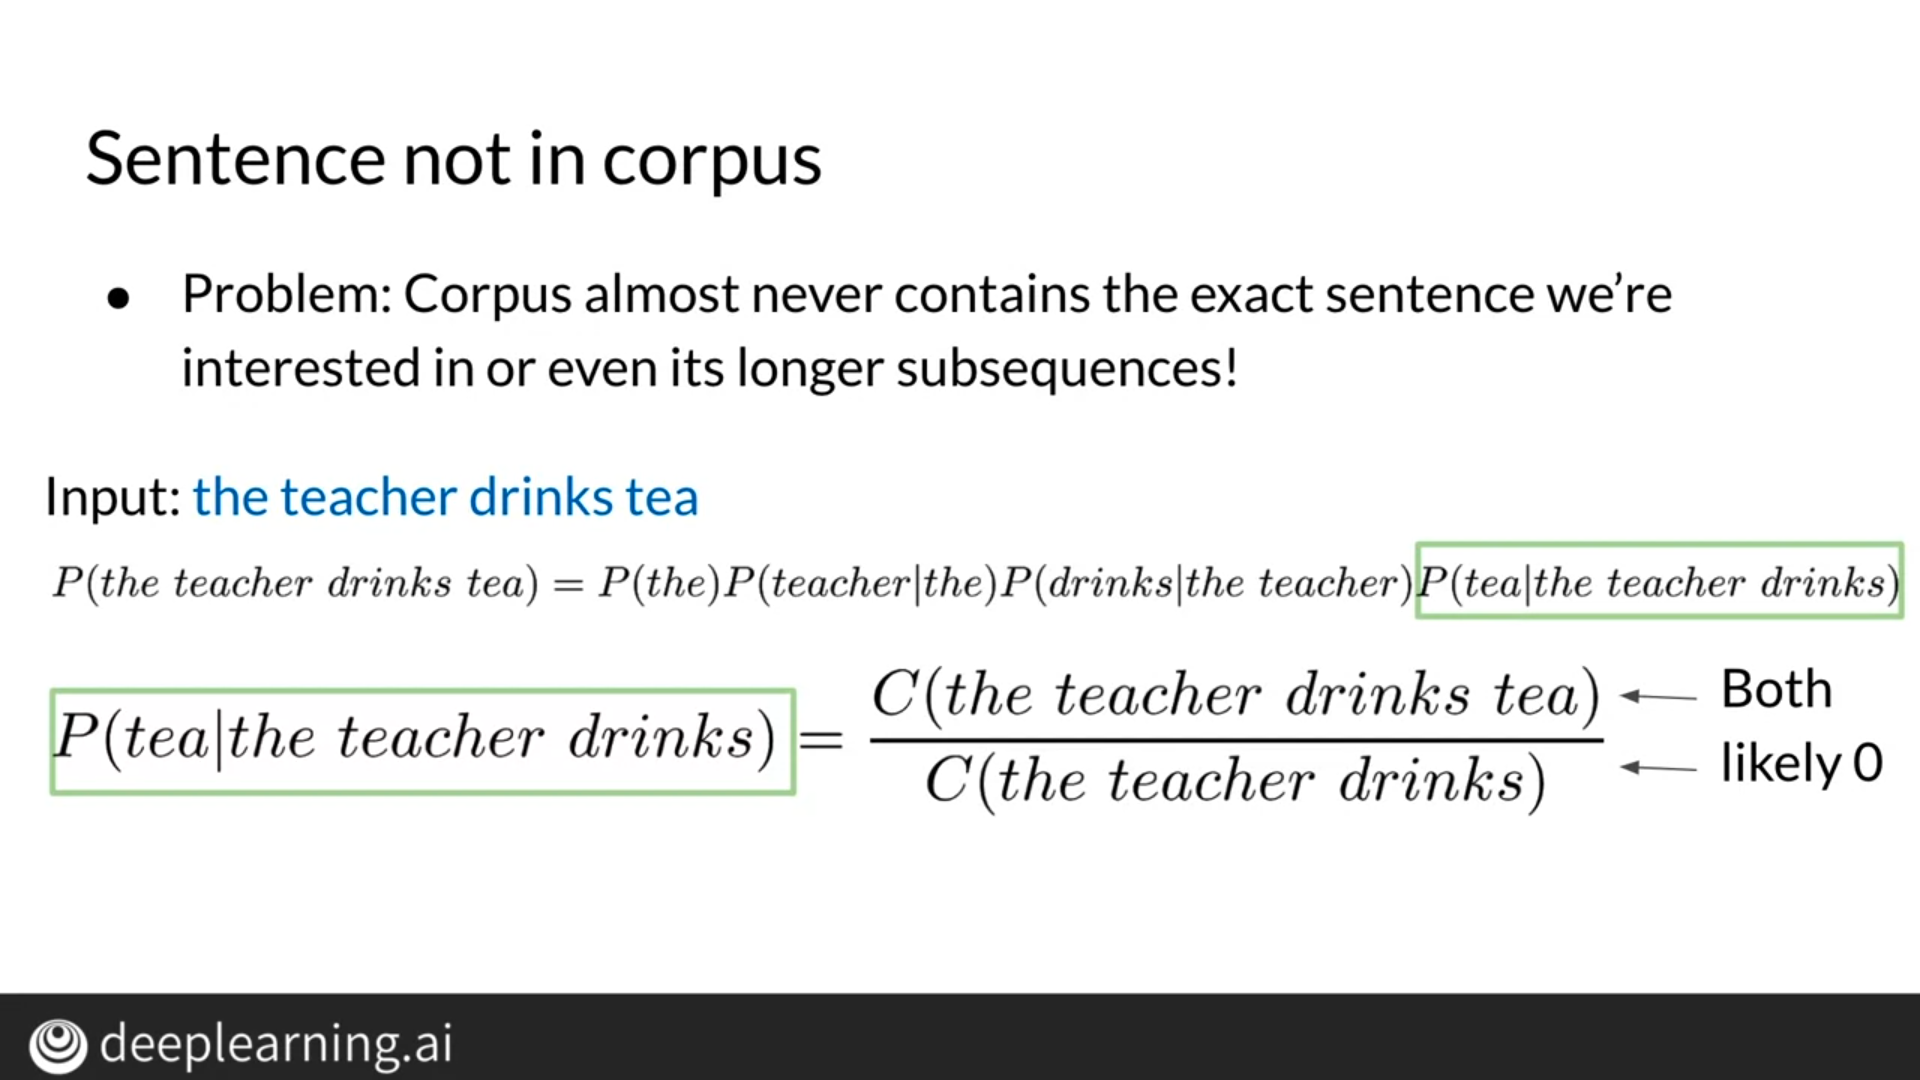 Sentence not in corpus
● Problem: Corpus almost never contains the exact sentence we’re
interested in or even its longer subsequences!
Input: the teacher drinks tea
P(the teacher drinks tea) = P(the)P(teacher|the)P(drinks|the teacher)P(tea|the teacher drinks)
P(tea|the teacher drinks) =
C(the teacher drinks tea)
C(the teacher drinks)
Both
likely 0
deeplearning.ai